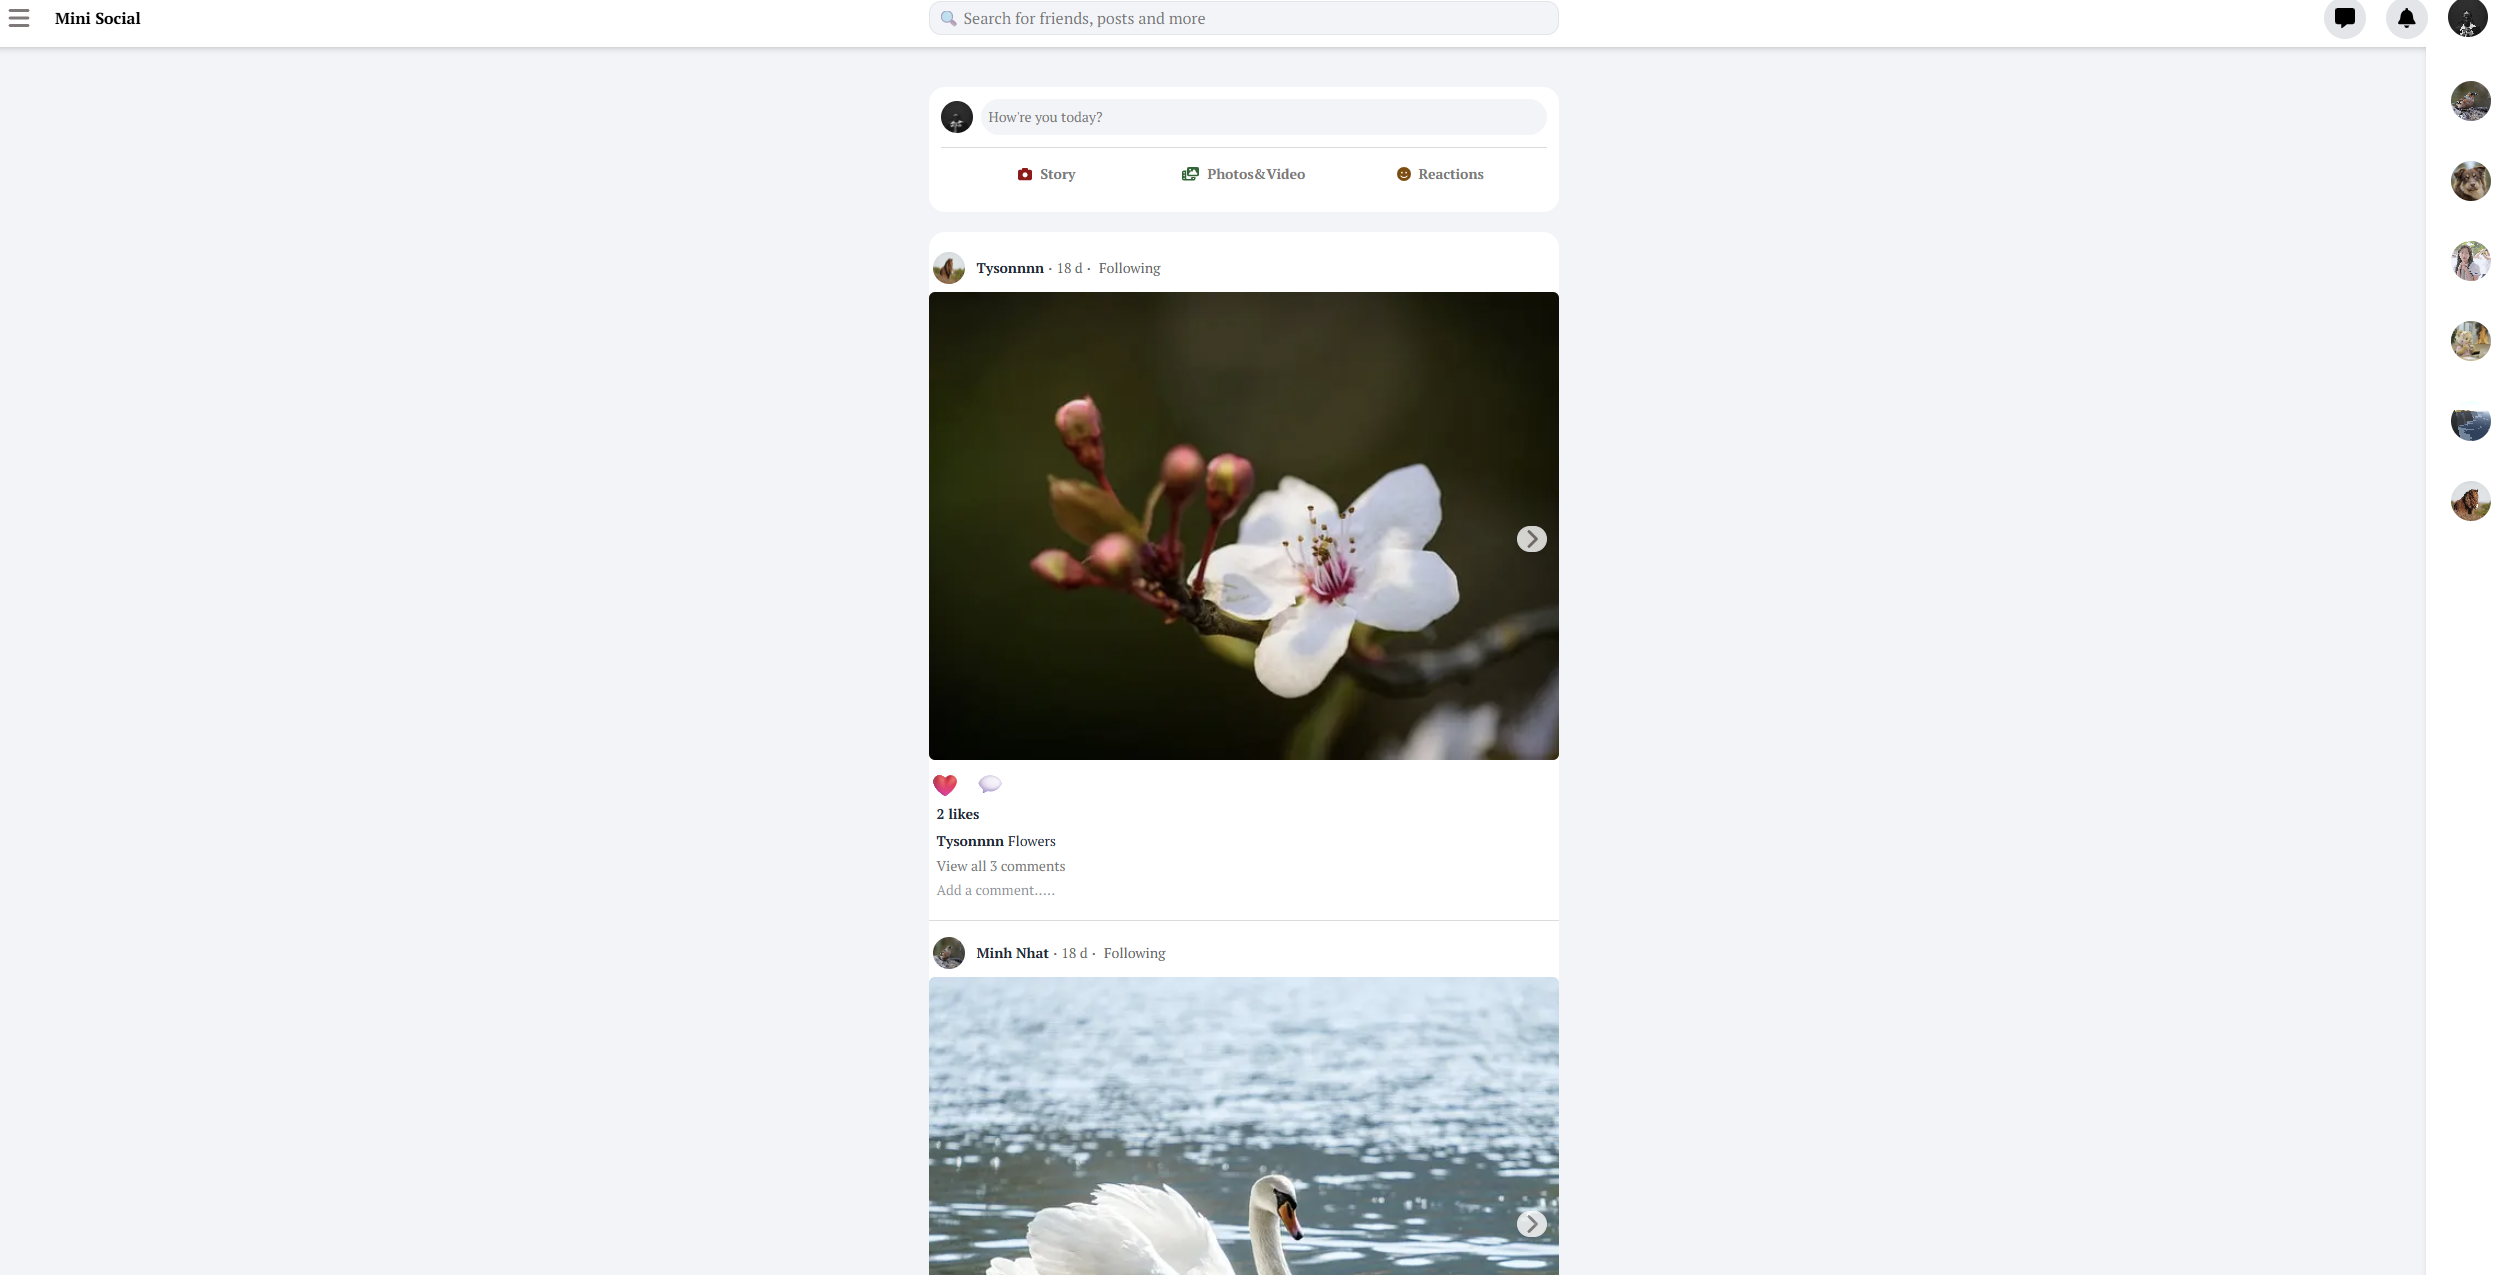 Mini Social
Search for friends, posts and more
How're you today?
Story
Photos&Video
Reactions
Tysonnnn · 18 d · Following
2 likes
Tysonnnn Flowers
View all 3 comments
Add a comment.....
Minh Nhat · 18 d · Following